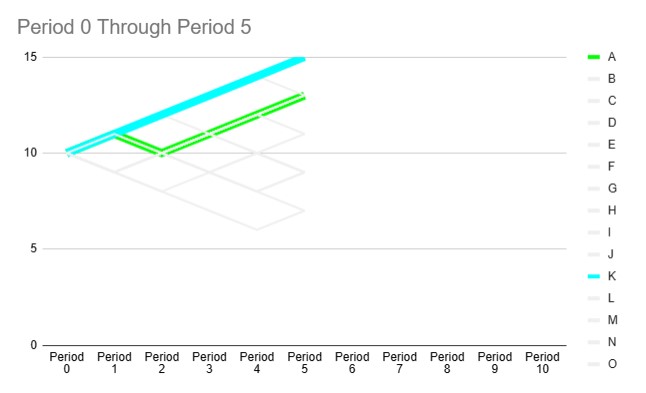 Period 0 Through Period 5
15
10
5
0
Period 0
Period 1
Period 2
Period 3
Period 4
Period 5
Period 6
Period 7
Period 8
Period 9
Period 10
A
B
C
D
E
F
G
H
I
J
K
L
M
N
O